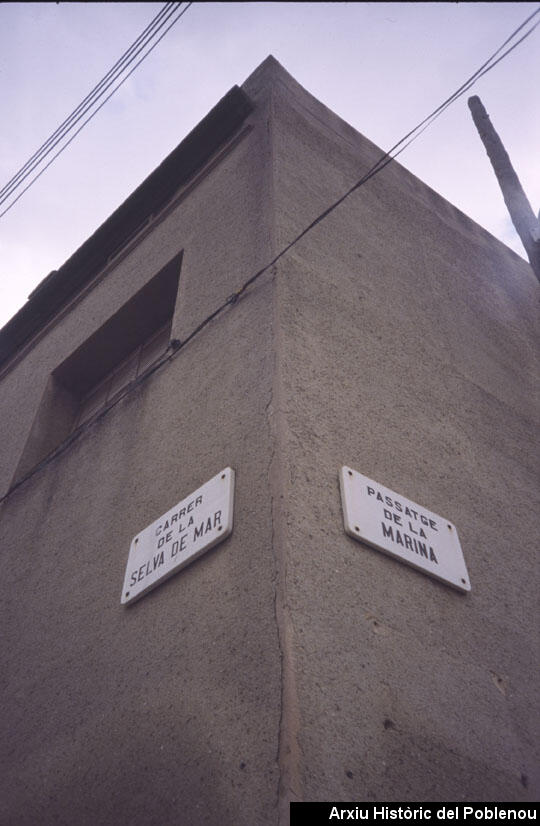 CARRER
DE LA
SELVA DE MAR
PASSATGE
DE LA
MARINA
Arxiu Històric del Poblenou